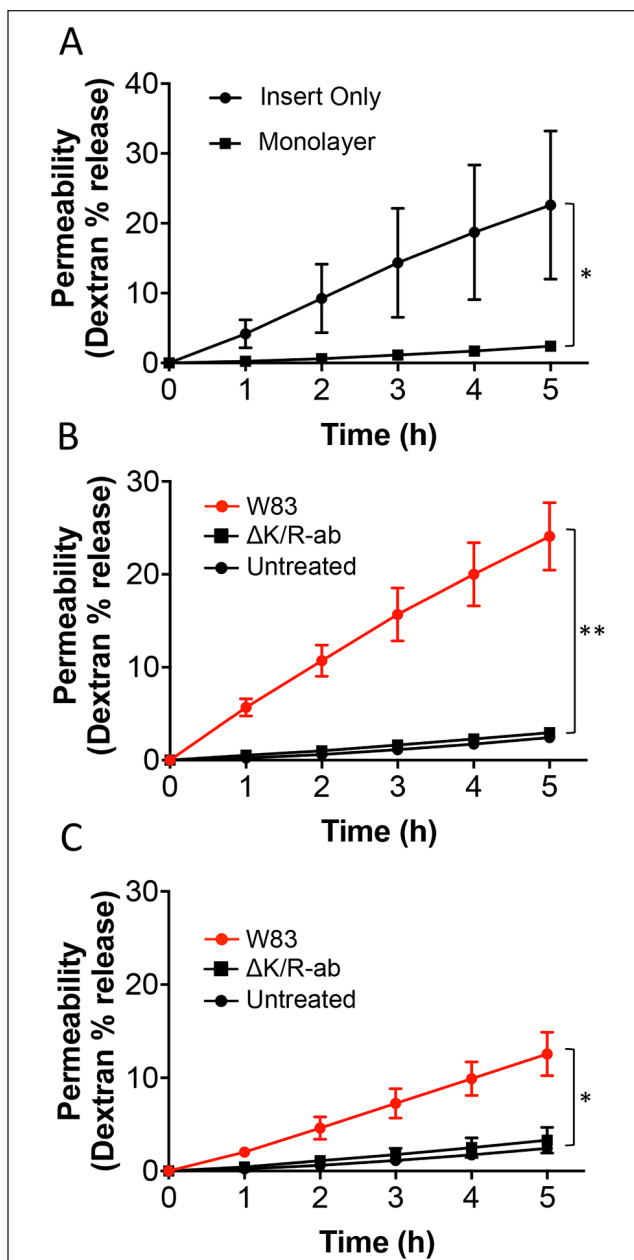 A
Permeability
(Dextran % release)
40
30
20
10
0
Insert Only
Monolayer
*
0 1 2 3 4 5
Time (h)
B
Permeability
(Dextran % release)
30
20
10
0
W83
ΔK/R-ab
Untreated
**
0 1 2 3 4 5
Time (h)
C
Permeability
(Dextran % release)
30
20
10
0
W83
ΔK/R-ab
Untreated
*
0 1 2 3 4 5
Time (h)